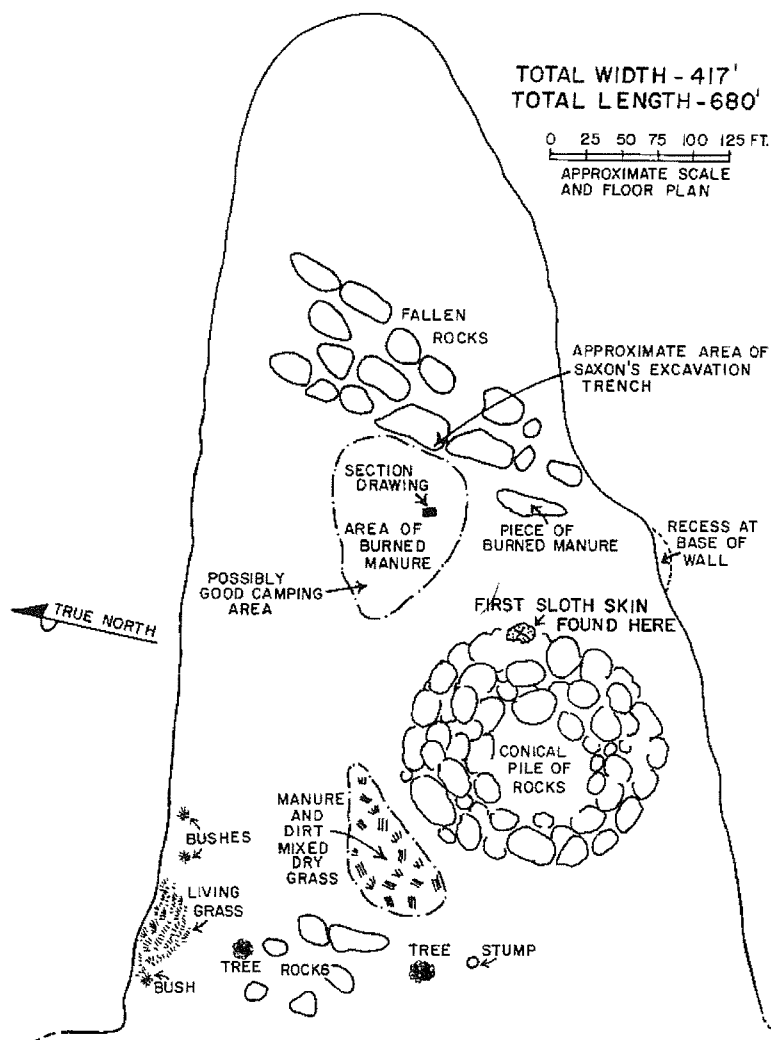 TOTAL WIDTH - 417'
TOTAL LENGTH - 680'
0 25 50 75 100 125 FT.
APPROXIMATE SCALE
AND FLOOR PLAN
FALLEN
ROCKS
APPROXIMATE AREA OF
SAXON'S EXCAVATION
TRENCH
SECTION
DRAWING
AREA OF
BURNED
MANURE
PIECE OF
BURNED MANURE
RECESS AT
BASE OF
WALL
POSSIBLY
GOOD CAMPING
AREA
TRUE NORTH
FIRST SLOTH SKIN
FOUND HERE
CONICAL
PILE OF
ROCKS
MANURE
AND
DIRT
MIXED
DRY
GRASS
BUSHES
LIVING
GRASS
BUSH
TREE
ROCKS
TREE
STUMP